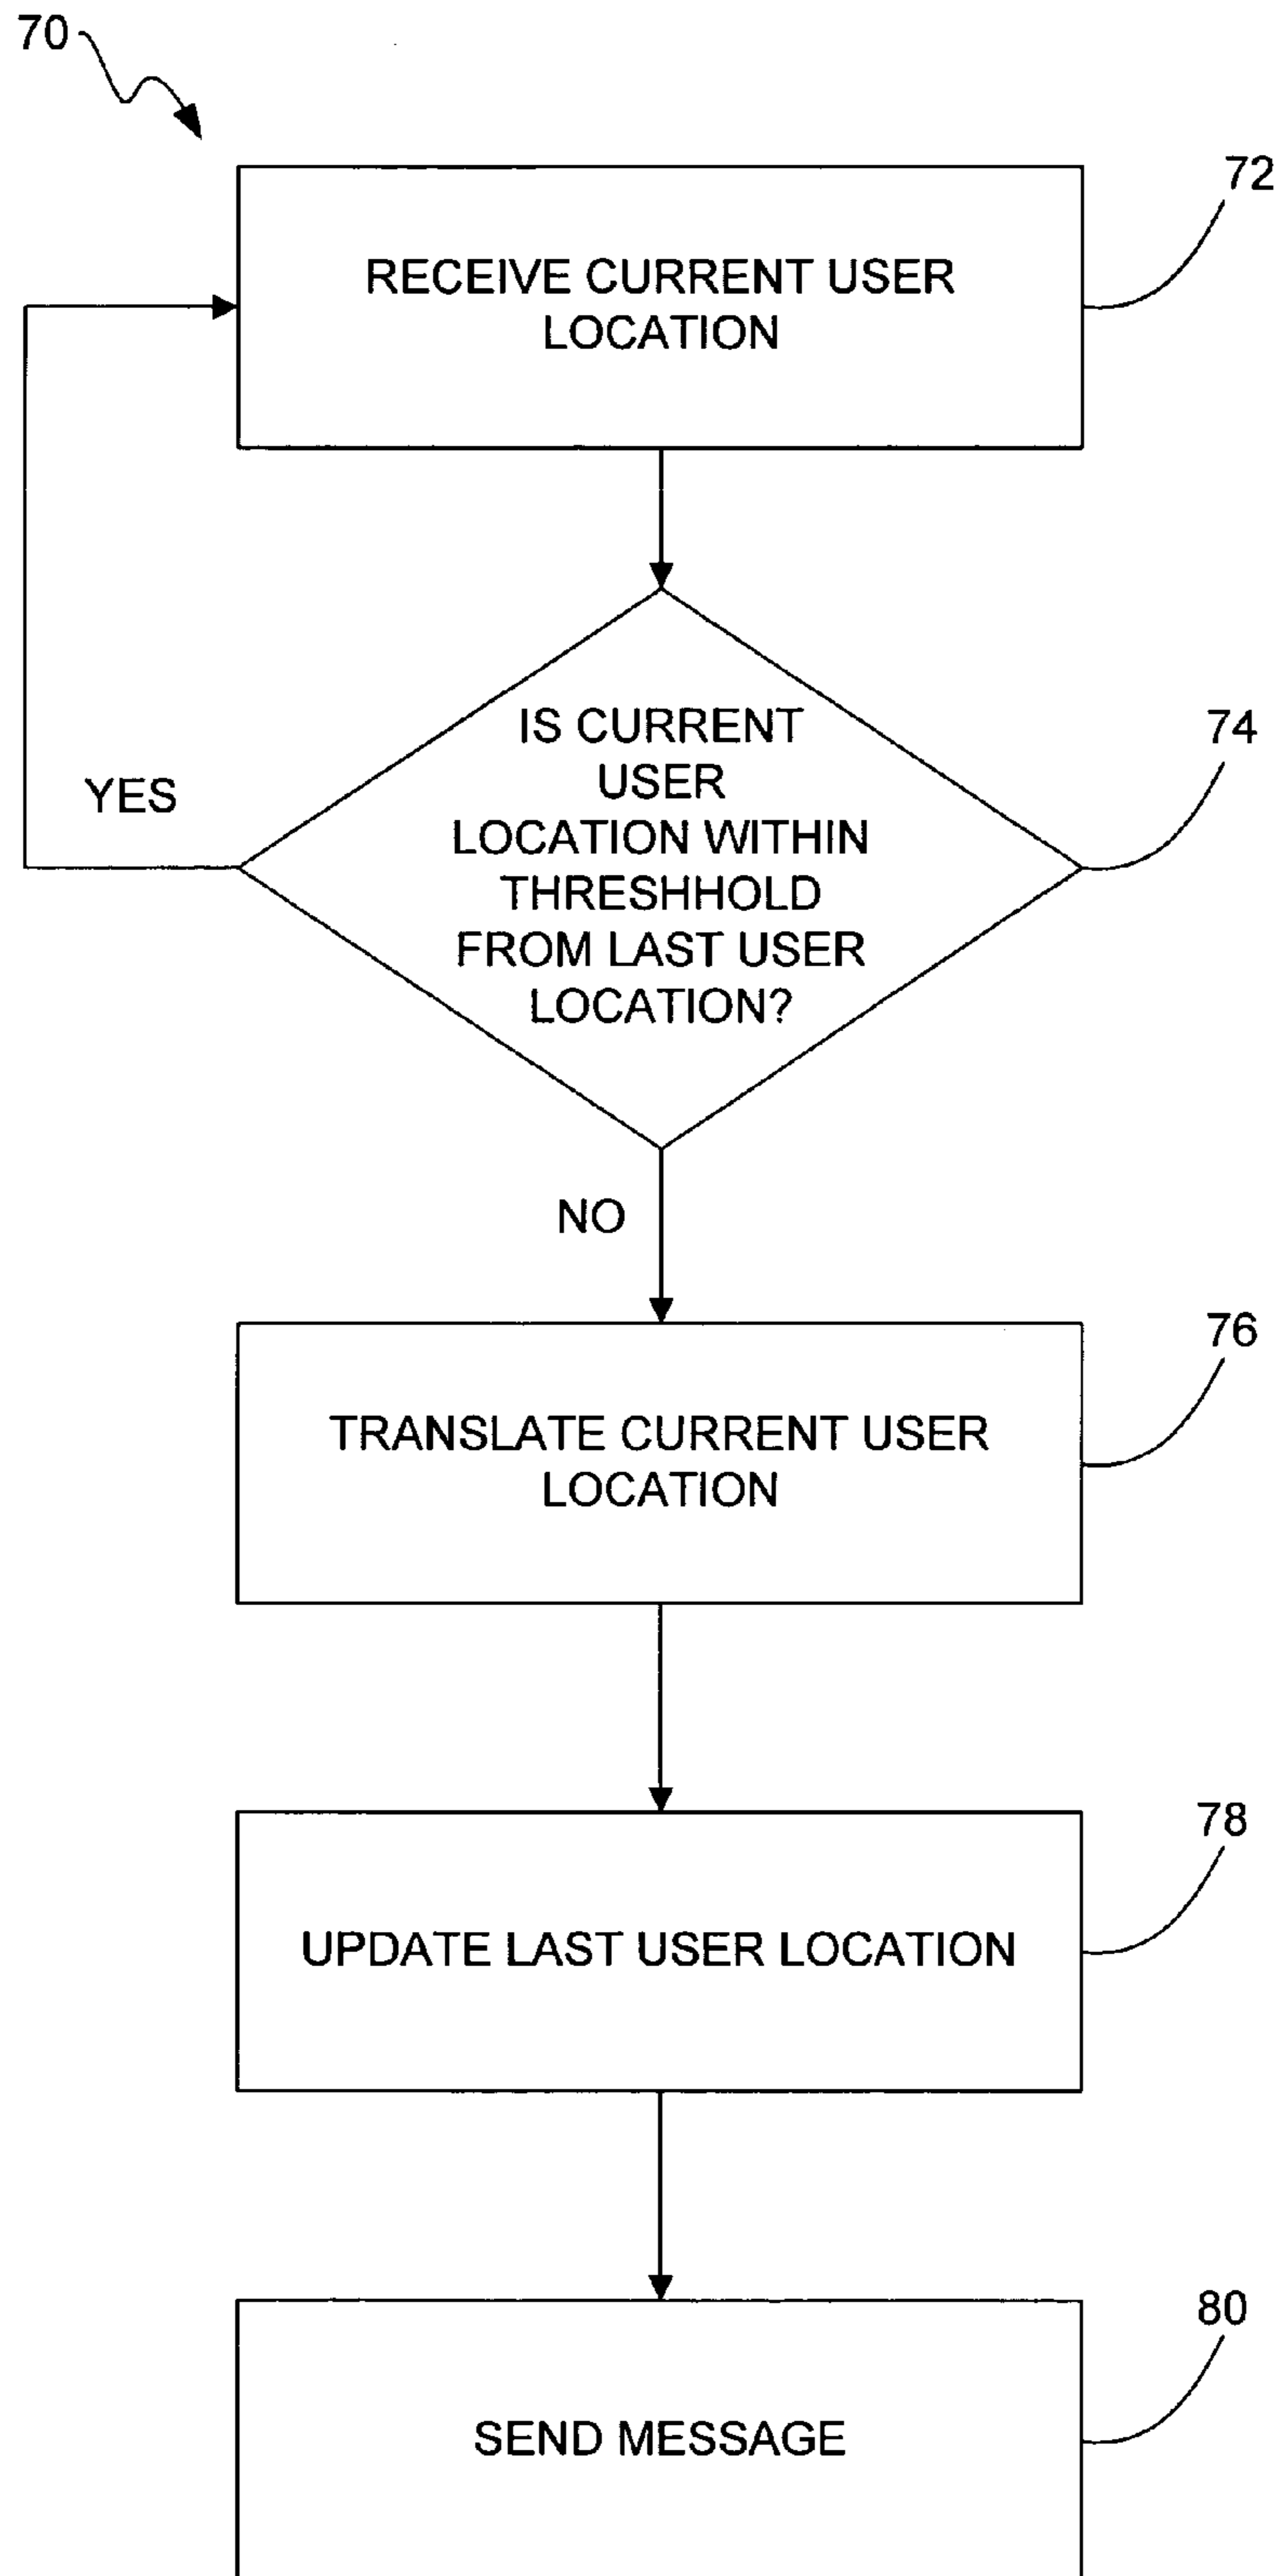 70
72
RECEIVE CURRENT USER
LOCATION
74
IS CURRENT
USER
LOCATION WITHIN
THRESHHOLD
FROM LAST USER
LOCATION?
YES
NO
76
TRANSLATE CURRENT USER
LOCATION
78
UPDATE LAST USER LOCATION
80
SEND MESSAGE